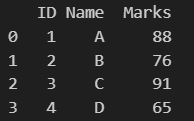 ID Name Marks
0 1 A 88
1 2 B 76
2 3 C 91
3 4 D 65